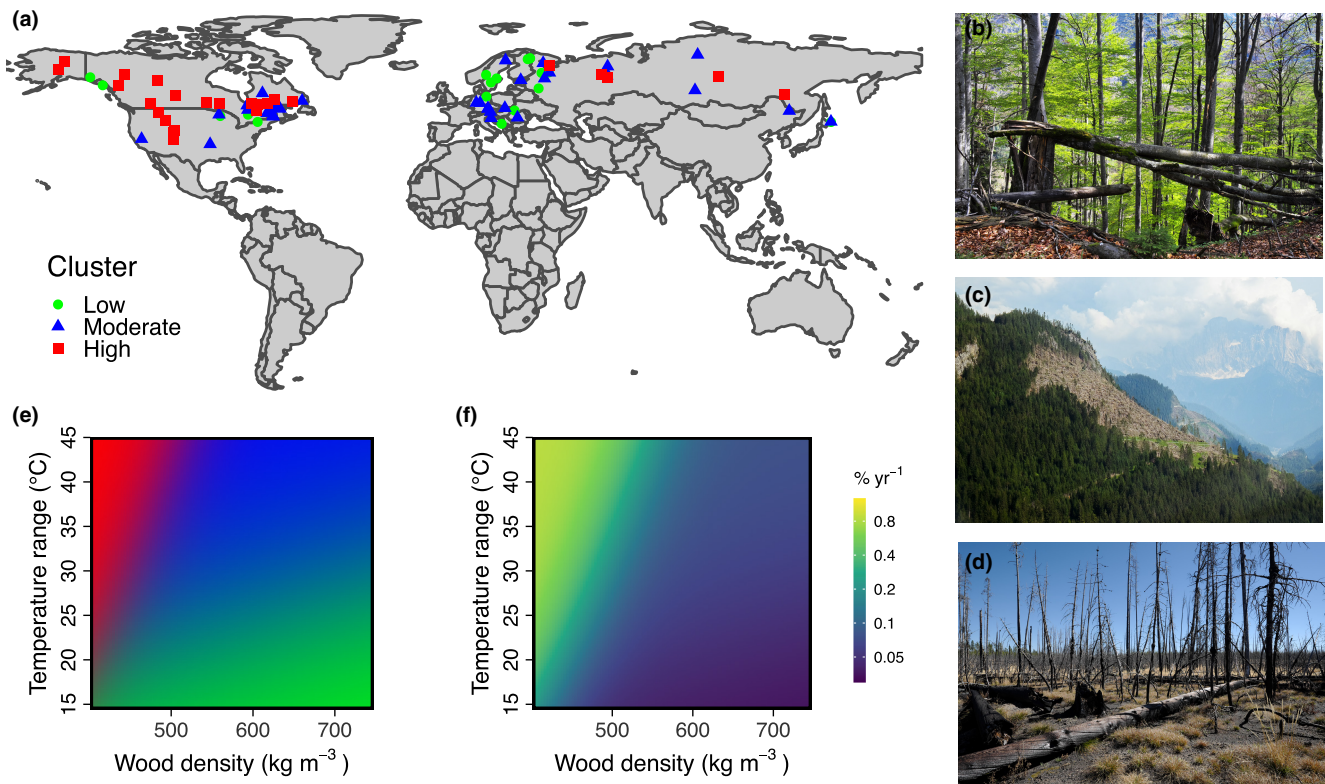 (a)
Cluster
Low
Moderate
High
(b)
(c)
(d)
(e)
Temperature range (°C)
15 20 25 30 35 40 45
500 600 700
Wood density (kg m⁻³ )
(f)
Temperature range (°C)
15 20 25 30 35 40 45
500 600 700
Wood density (kg m⁻³ )
% yr⁻¹
0.8
0.4
0.2
0.1
0.05